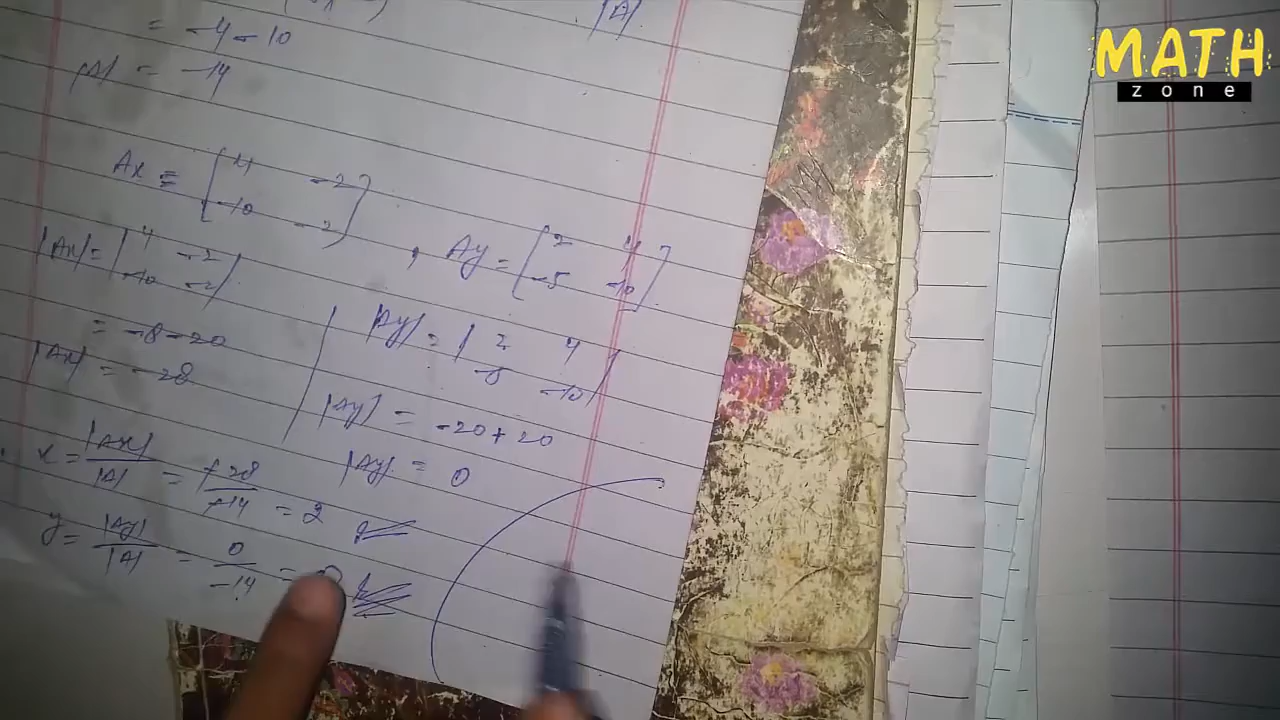 = -4-10
|A|
|A| = -14
Ax = [ 4 -2
-10 -2 ]
, Ay = [ 2 4
-5 -10 ]
|Ax| = | 4 -2
-10 -2 |
= -8-20
|Ax| = -28
|Ay| = | 2 4
-5 -10 |
|Ay| = -20+20
|Ay| = 0
x = |Ax|/|A| = -28/-14 = 2
y = |Ay|/|A| = 0/-14 =
MATH
zone